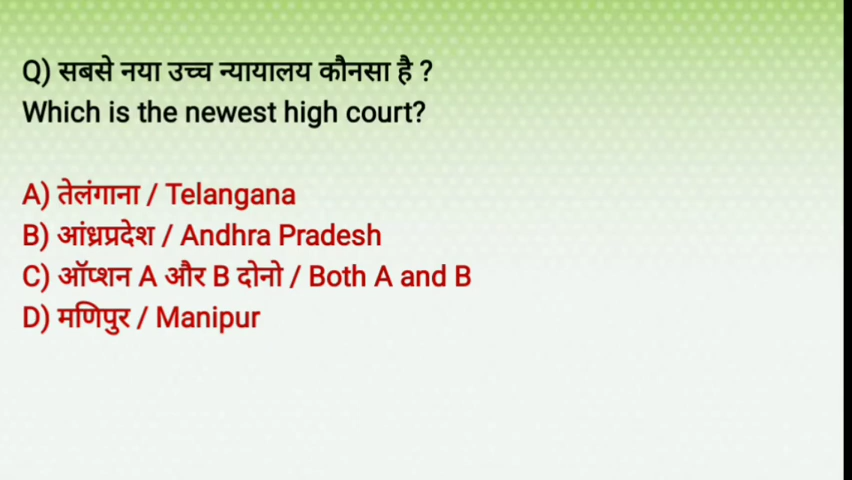 Q) सबसे नया उच्च न्यायालय कौनसा है ?
Which is the newest high court?
A) तेलंगाना / Telangana
B) आंध्रप्रदेश / Andhra Pradesh
C) ऑप्शन A और B दोनो / Both A and B
D) मणिपुर / Manipur